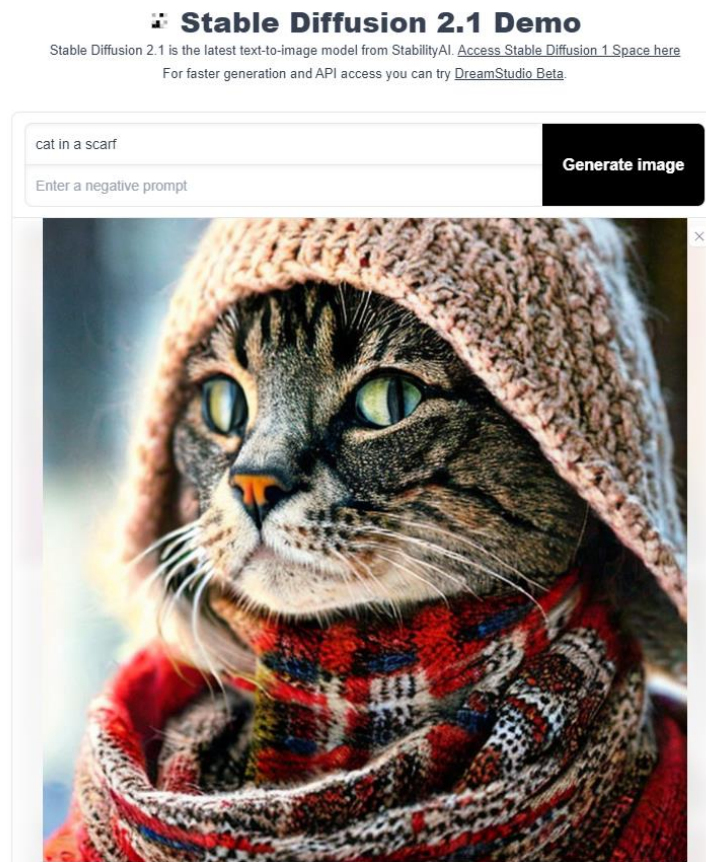 Stable Diffusion 2.1 Demo
Stable Diffusion 2.1 is the latest text-to-image model from StabilityAI. Access Stable Diffusion 1 Space here
For faster generation and API access you can try DreamStudio Beta.
cat in a scarf
Generate image
Enter a negative prompt